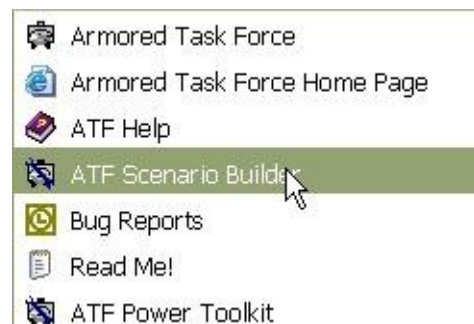 Armored Task Force
Armored Task Force Home Page
ATF Help
ATF Scenario Builder
Bug Reports
Read Me!
ATF Power Toolkit